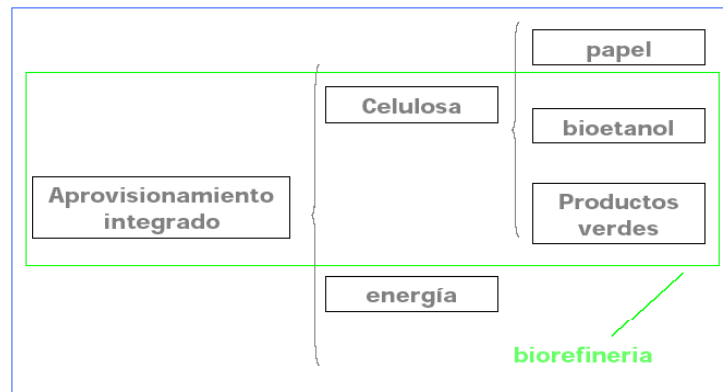 papel
Celulosa
bioetanol
Aprovisionamiento
integrado
Productos
verdes
energía
biorefineria